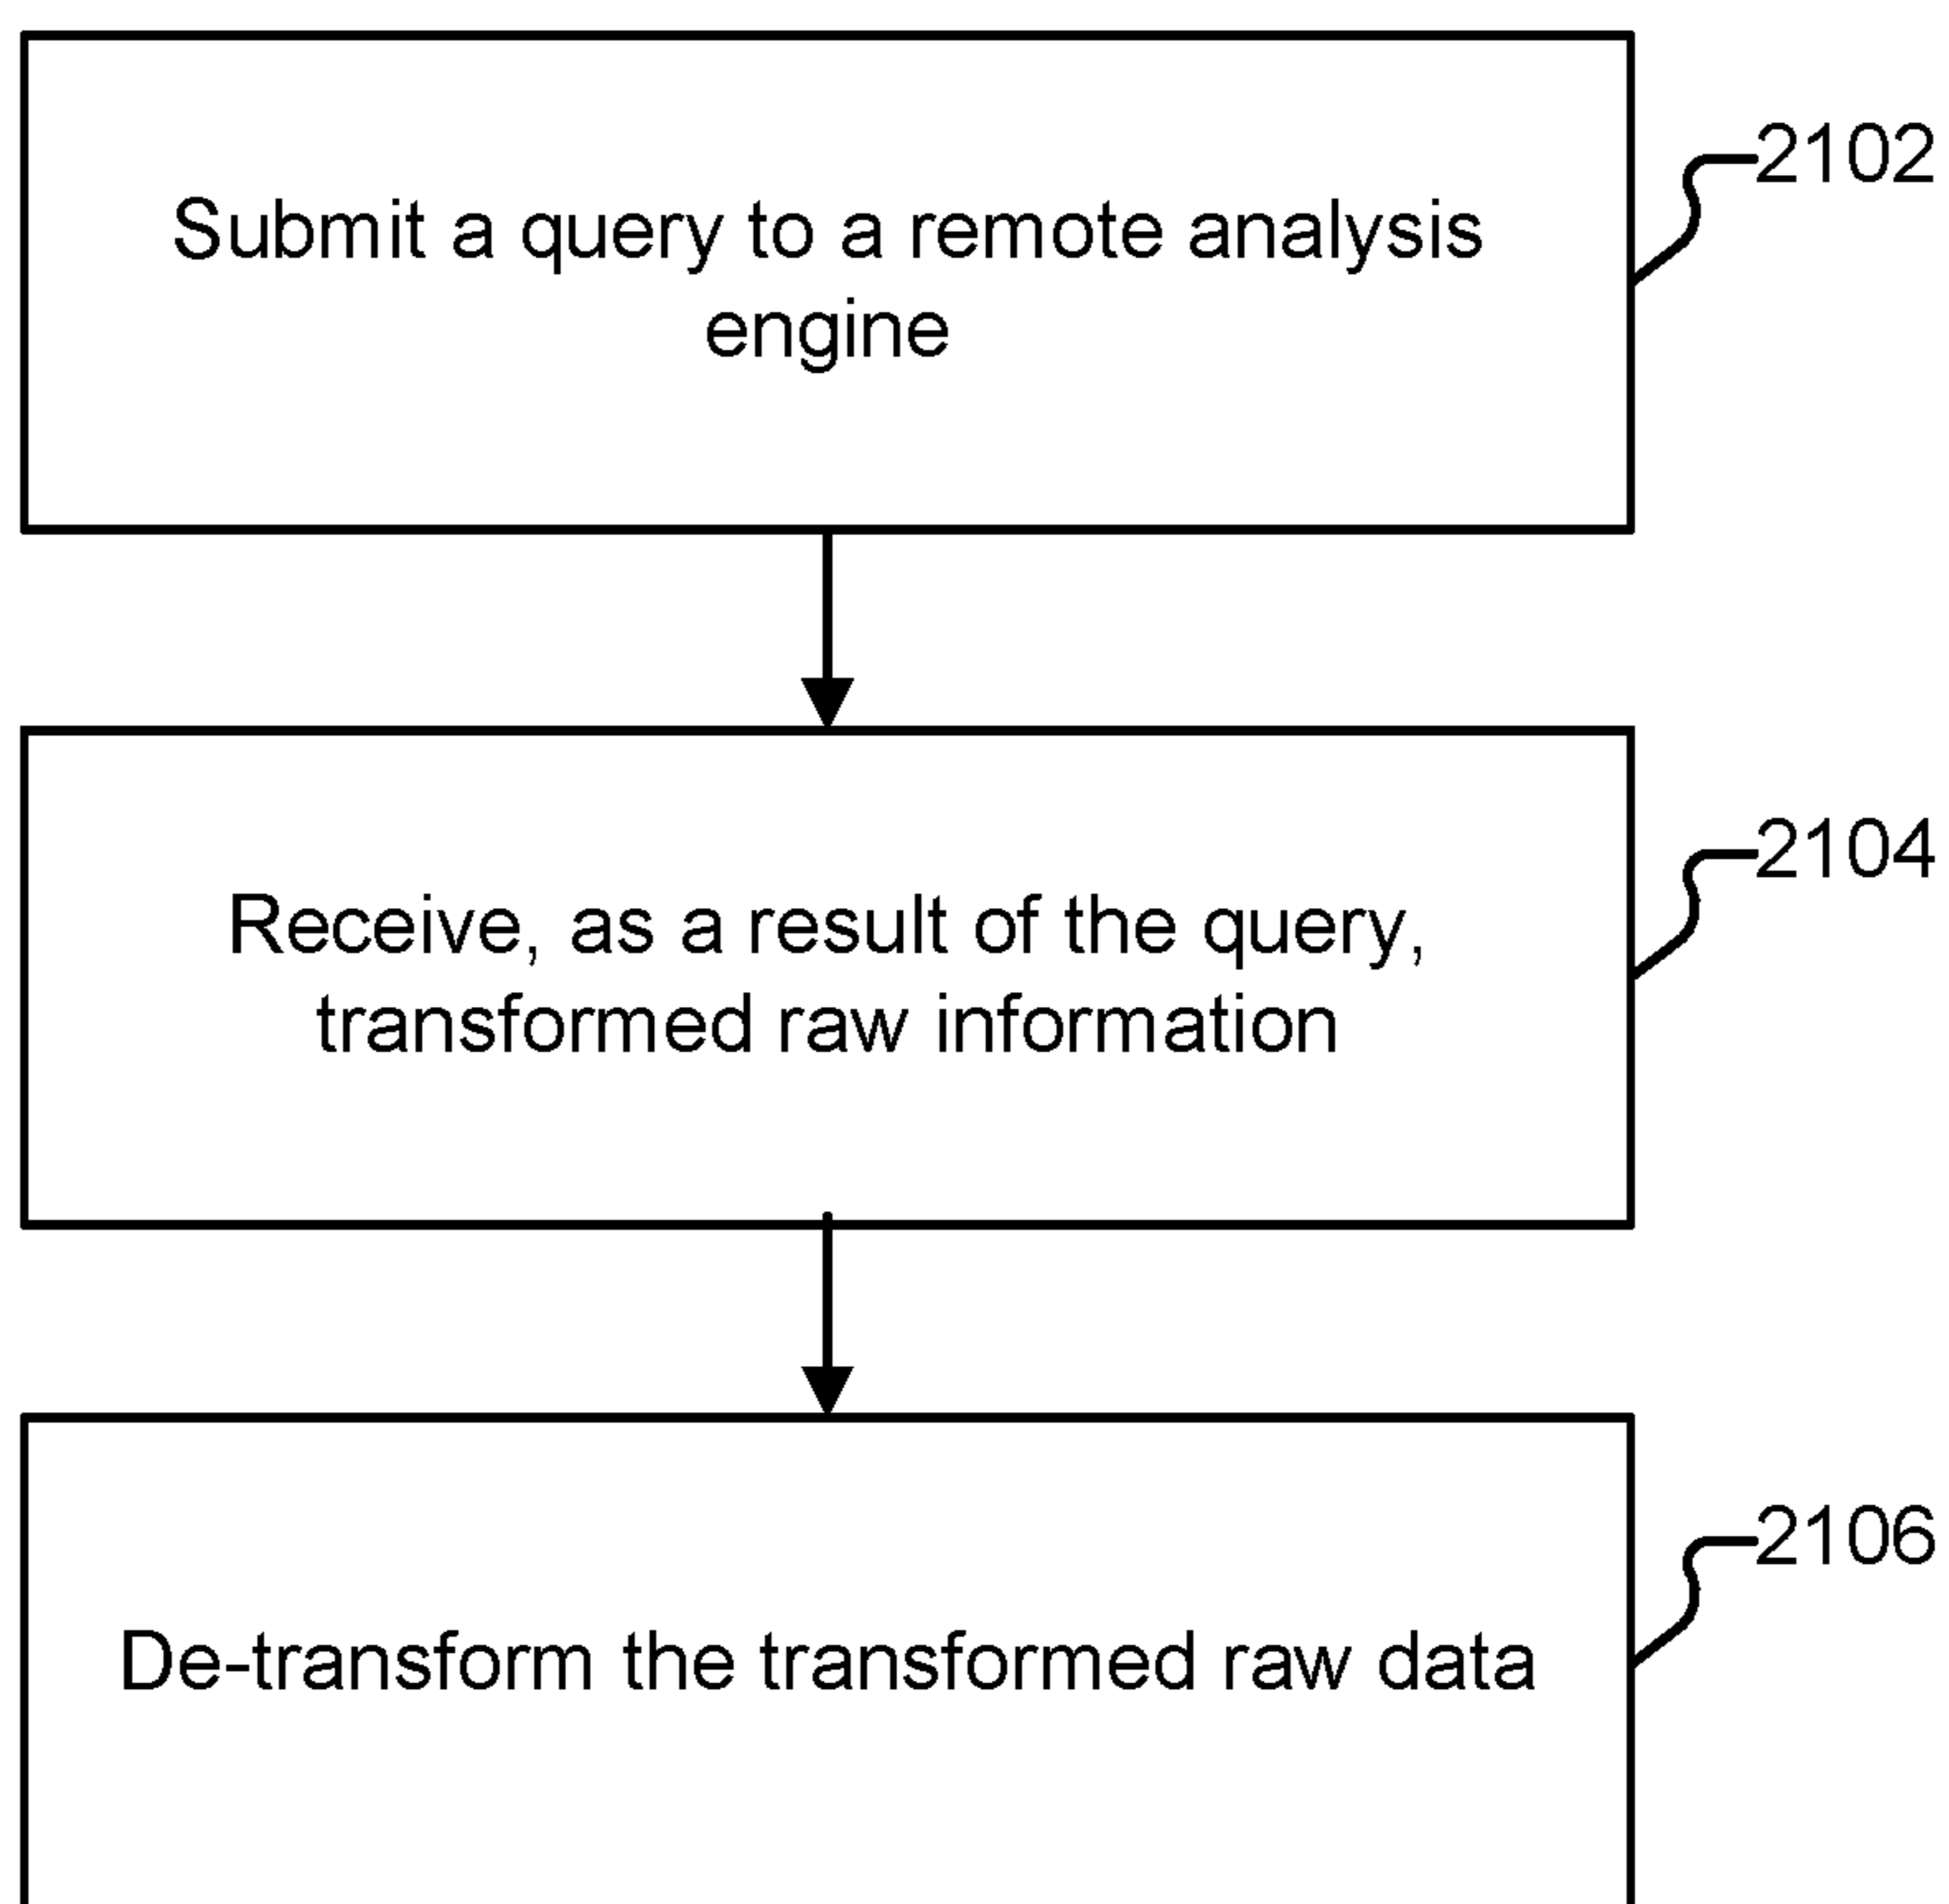 2102
Submit a query to a remote analysis
engine
2104
Receive, as a result of the query,
transformed raw information
2106
De-transform the transformed raw data